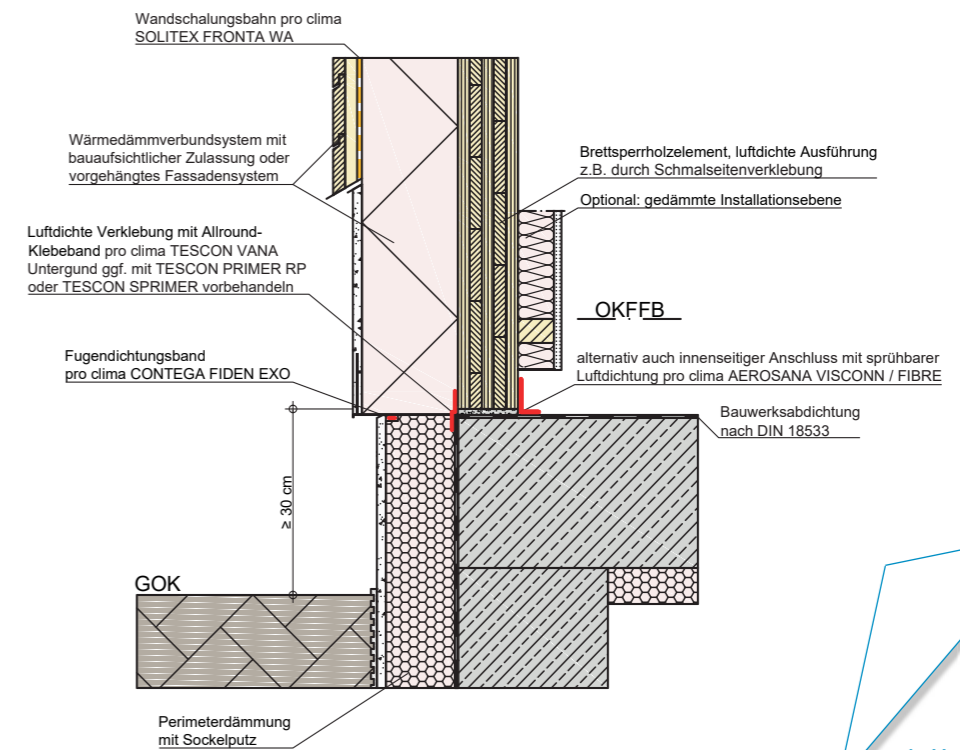 Wandschalungsbahn pro clima
SOLITEX FRONTA WA
Wärmedämmverbundsystem mit
bauaufsichtlicher Zulassung oder
vorgehängtes Fassadensystem
Brettsperrholzelement, luftdichte Ausführung
z.B. durch Schmalseitenverklebung
Optional: gedämmte Installationsebene
Luftdichte Verklebung mit Allround-
Klebeband pro clima TESCON VANA
Untergund ggf. mit TESCON PRIMER RP
oder TESCON SPRIMER vorbehandeln
OKFFB
Fugendichtungsband
pro clima CONTEGA FIDEN EXO
alternativ auch innenseitiger Anschluss mit sprühbarer
Luftdichtung pro clima AEROSANA VISCONN / FIBRE
Bauwerksabdichtung
nach DIN 18533
≥ 30 cm
GOK
Perimeterdämmung
mit Sockelputz